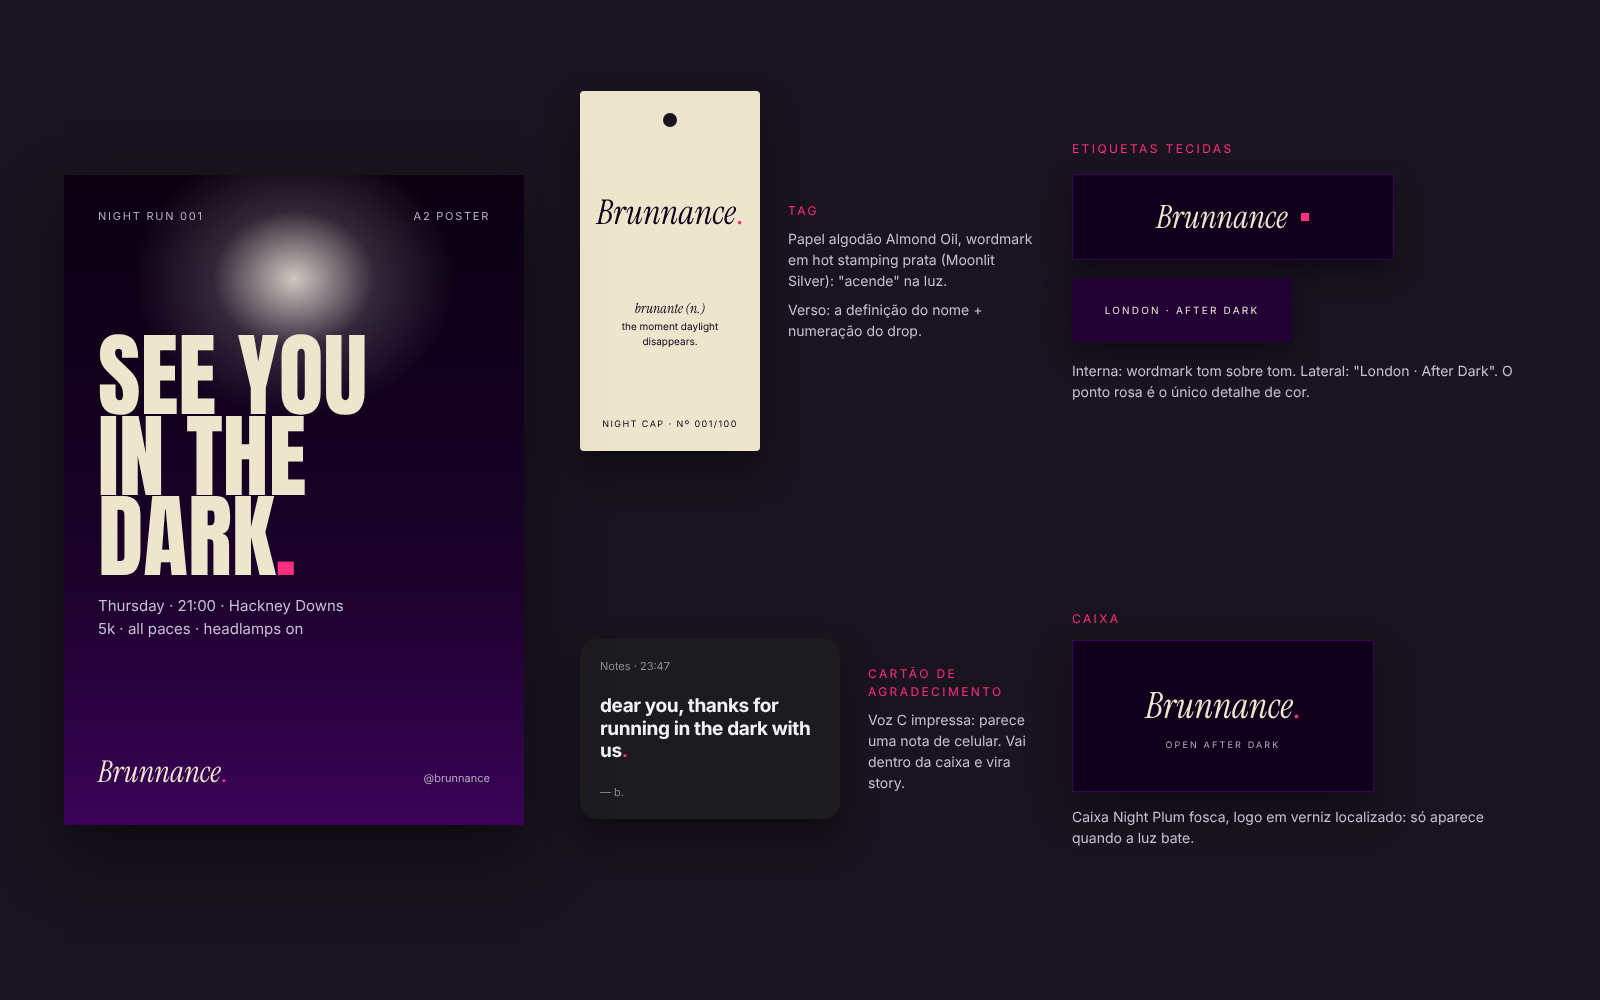 NIGHT RUN 001
A2 POSTER
SEE YOU
IN THE
DARK.
Thursday · 21:00 · Hackney Downs
5k · all paces · headlamps on
Brunnance.
@brunnance
Brunnance.
brunante (n.)
the moment daylight
disappears.
NIGHT CAP · Nº 001/100
TAG
Papel algodão Almond Oil, wordmark
em hot stamping prata (Moonlit
Silver): "acende" na luz.
Verso: a definição do nome +
numeração do drop.
ETIQUETAS TECIDAS
Brunnance
LONDON · AFTER DARK
Interna: wordmark tom sobre tom. Lateral: "London · After Dark". O
ponto rosa é o único detalhe de cor.
Notes · 23:47
dear you, thanks for
running in the dark with
us.
— b.
CARTÃO DE
AGRADECIMENTO
Voz C impressa: parece
uma nota de celular. Vai
dentro da caixa e vira
story.
CAIXA
Brunnance.
OPEN AFTER DARK
Caixa Night Plum fosca, logo em verniz localizado: só aparece
quando a luz bate.